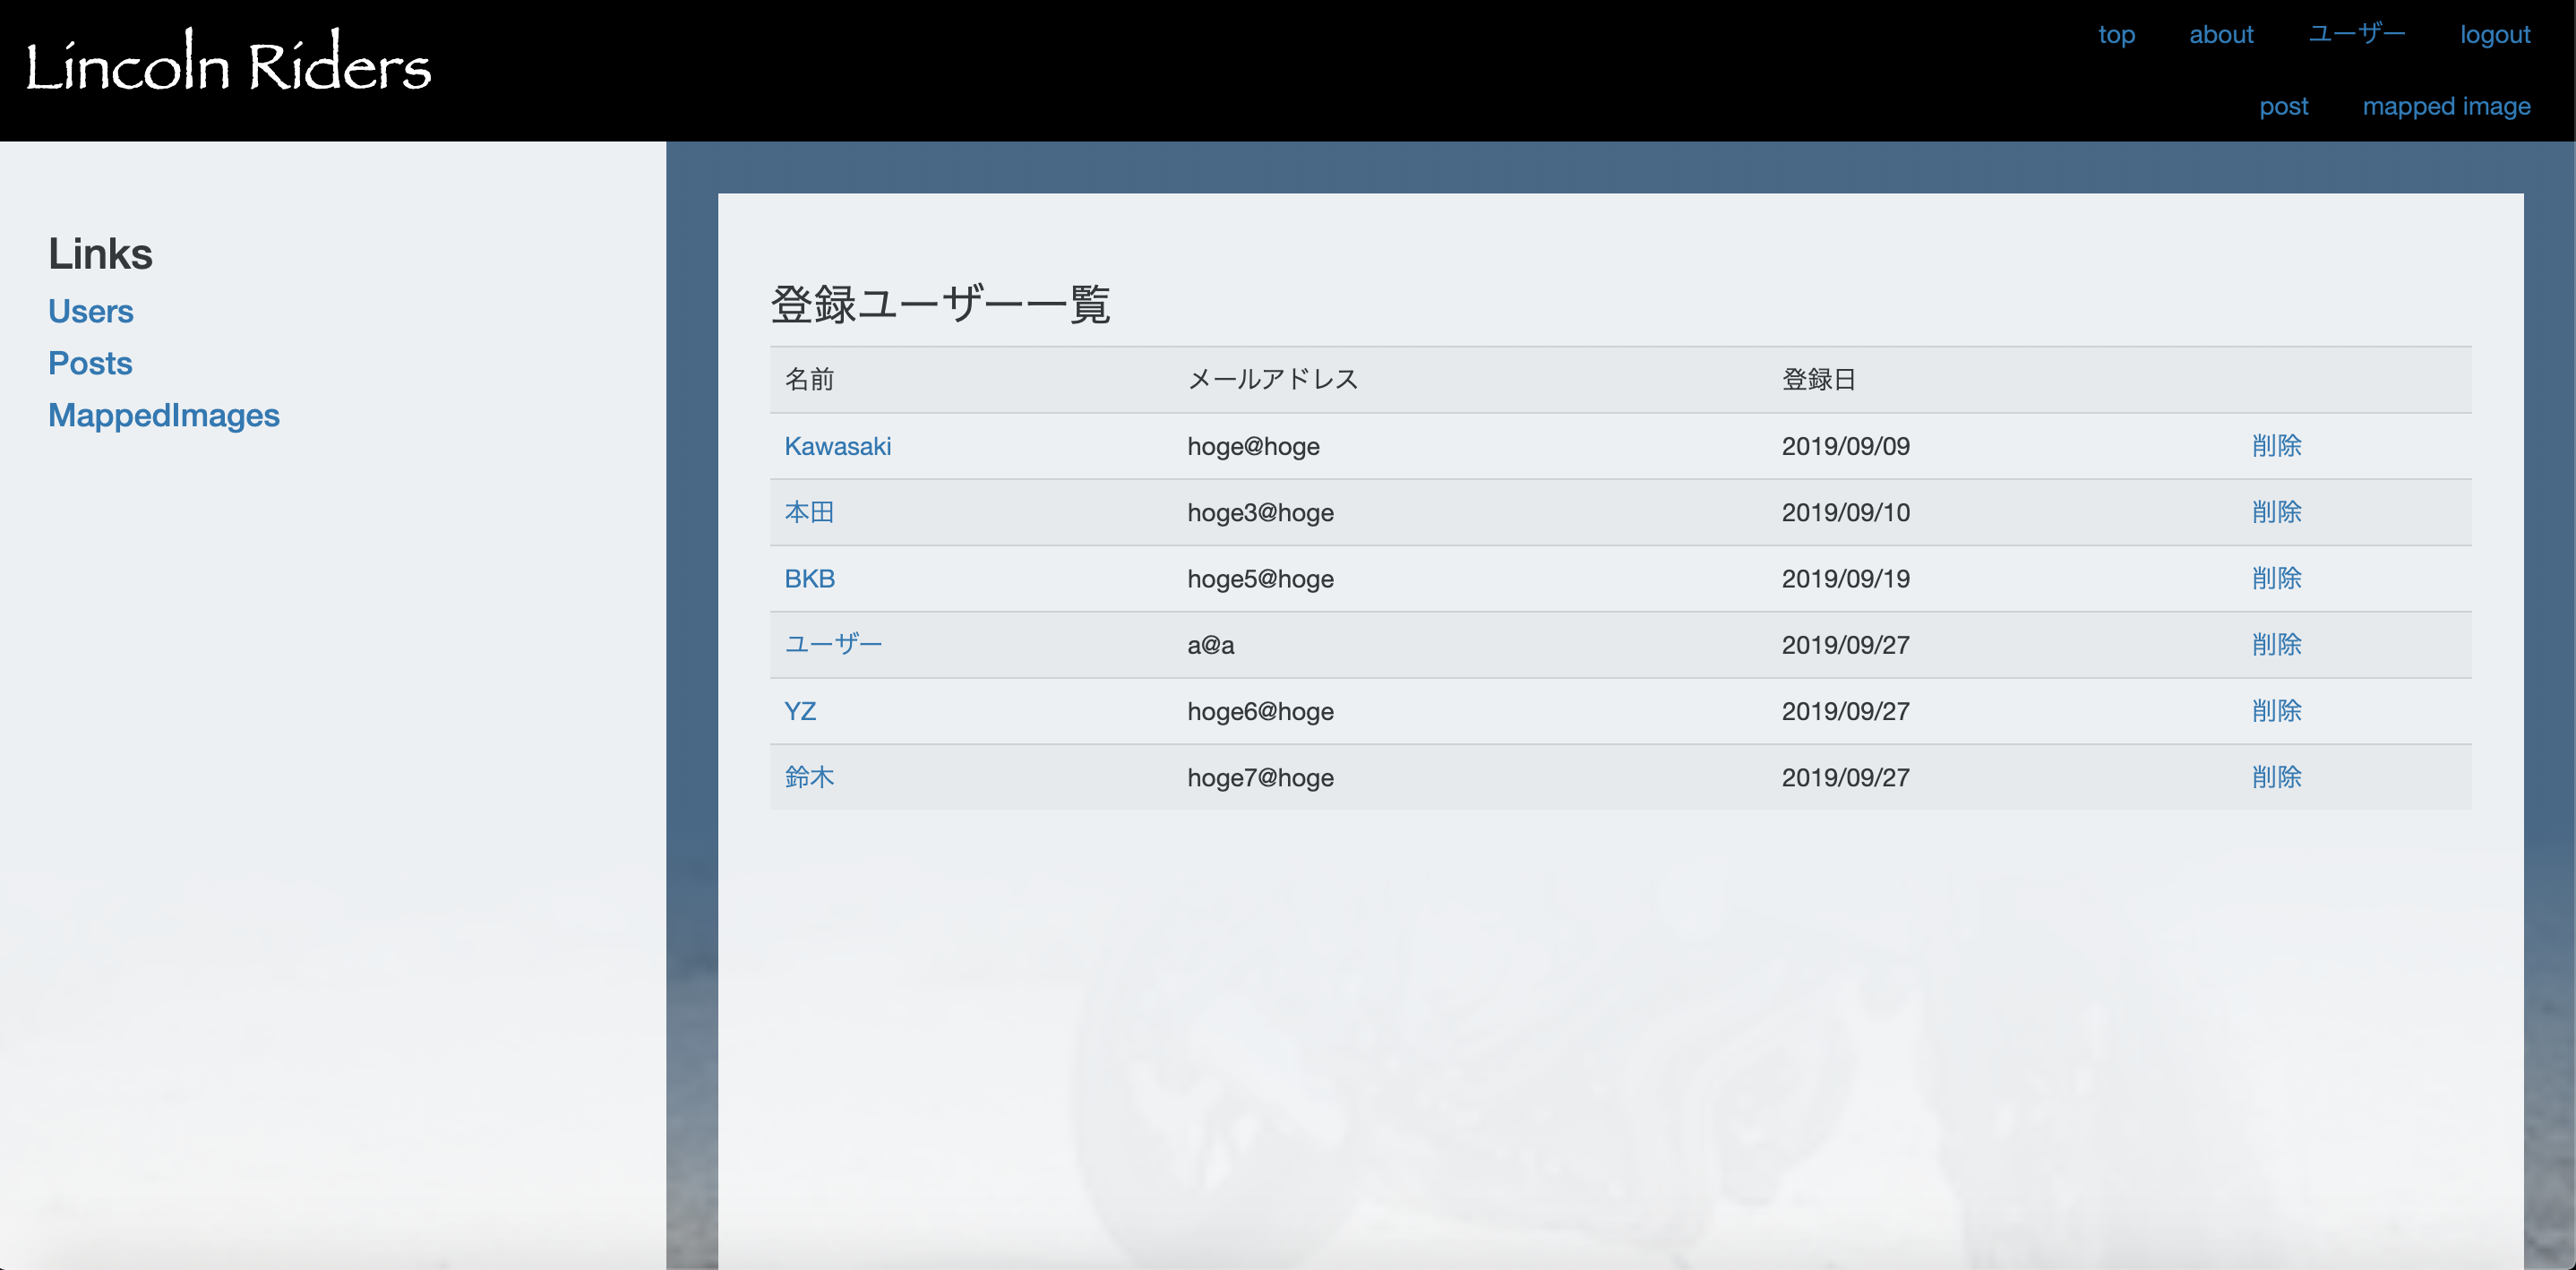 Lincoln Riders
top about ユーザー logout
post mapped image
Links
Users
Posts
MappedImages
登録ユーザー一覧
名前 メールアドレス 登録日
Kawasaki hoge@hoge 2019/09/09 削除
本田 hoge3@hoge 2019/09/10 削除
BKB hoge5@hoge 2019/09/19 削除
ユーザー a@a 2019/09/27 削除
YZ hoge6@hoge 2019/09/27 削除
鈴木 hoge7@hoge 2019/09/27 削除